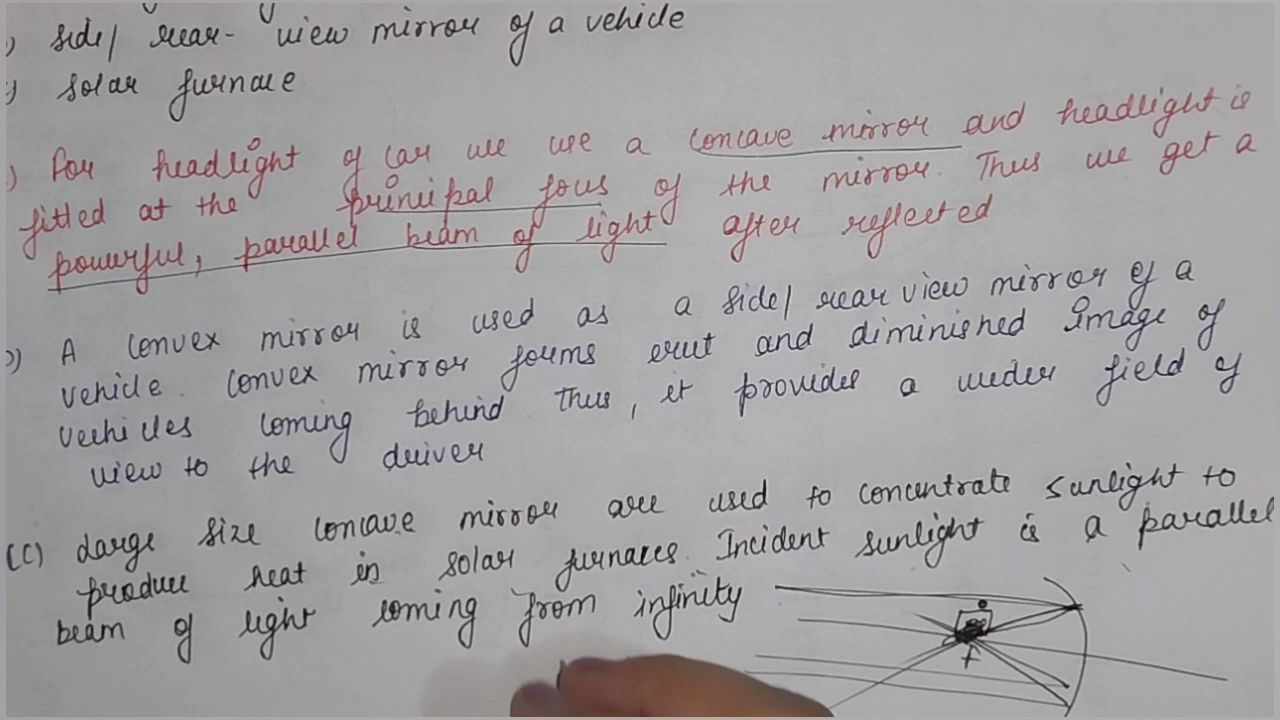 ) side/ rear- view mirror of a vehicle
) solar furnace
) For headlight of car we use a concave mirror and headlight is
fitted at the principal focus of the mirror. Thus we get a
powerful, parallel beam of light after reflected
b) A convex mirror is used as a side/ rear view mirror of a
vehicle. Convex mirror forms erect and diminished Image of
vechicles coming behind Thus, it provides a wider field of
view to the driver
(C) Large size concave mirror are used to concentrate sunlight to
produce heat in solar furnaces. Incident sunlight is a parallel
beam of light coming from infinity